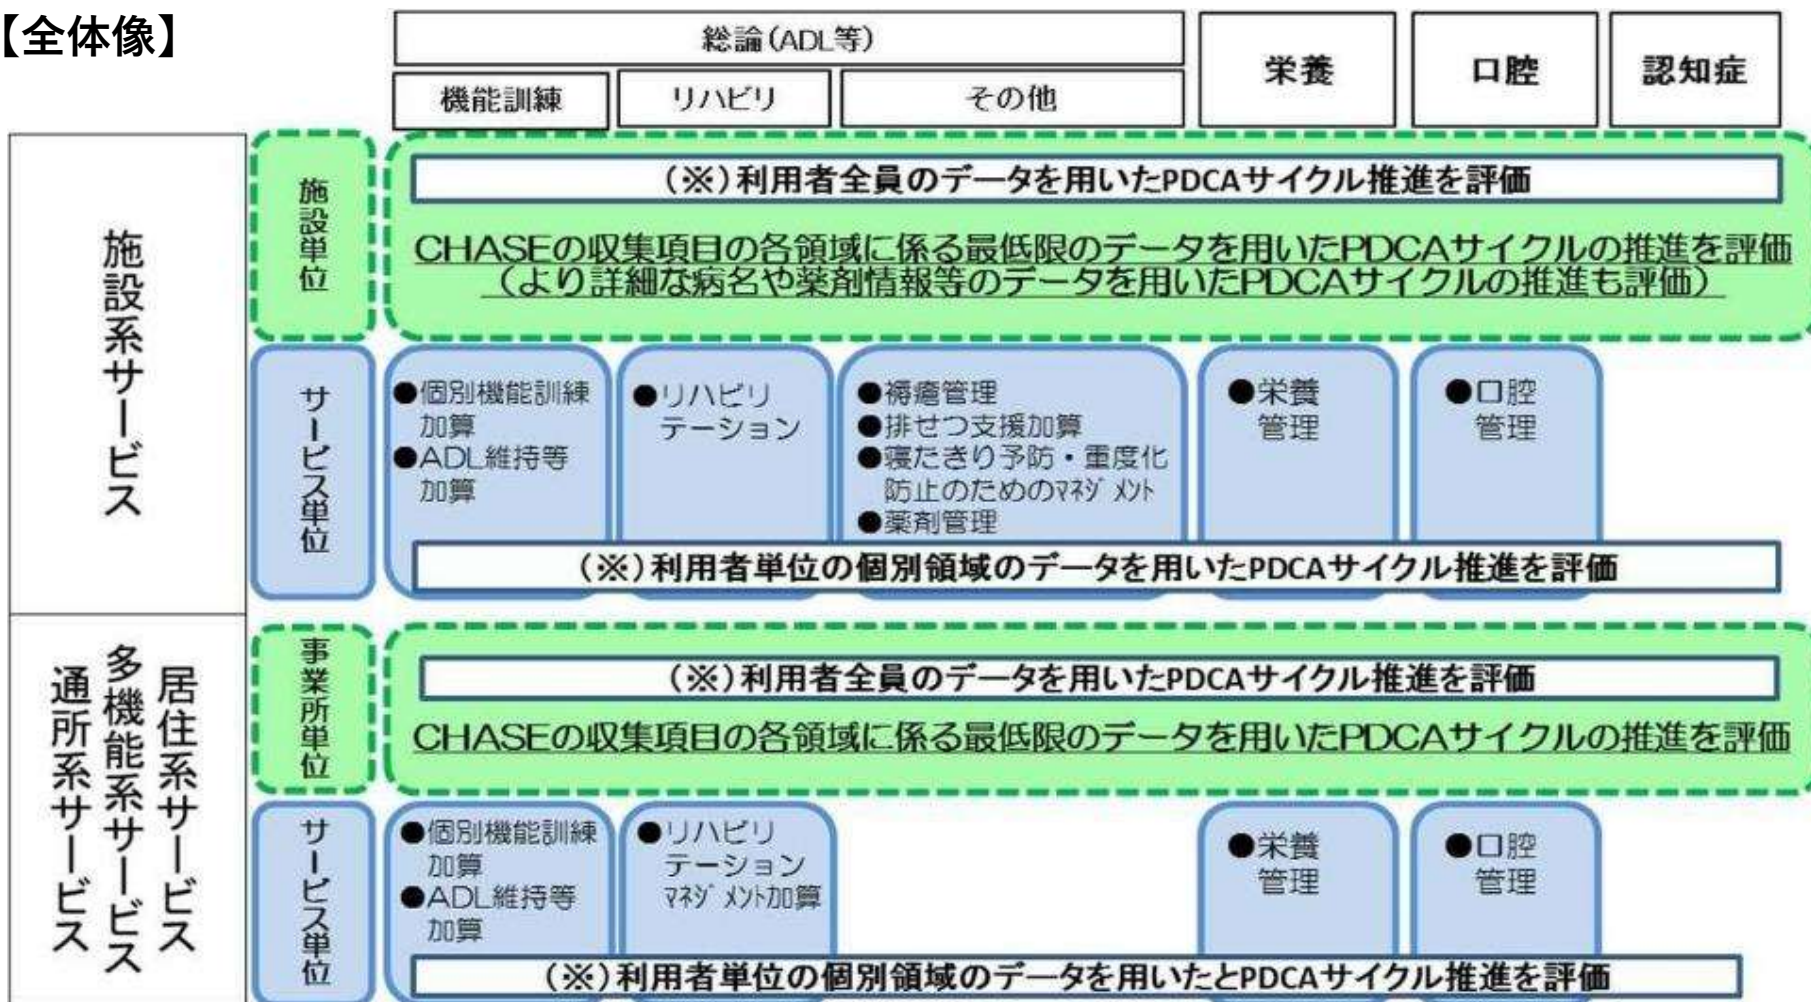 【全体像】
総論(ADL等)
栄養
口腔
認知症
機能訓練
リハビリ
その他
施設系サービス
施設単位
(※)利用者全員のデータを用いたPDCAサイクル推進を評価
CHASEの収集項目の各領域に係る最低限のデータを用いたPDCAサイクルの推進を評価
(より詳細な病名や薬剤情報等のデータを用いたPDCAサイクルの推進も評価)
サービス単位
●個別機能訓練
加算
●ADL維持等
加算
●リハビリ
テーション
●褥瘡管理
●排せつ支援加算
●寝たきり予防・重度化
防止のためのﾏﾈｼﾞﾒﾝﾄ
●薬剤管理
●栄養
管理
●口腔
管理
(※)利用者単位の個別領域のデータを用いたPDCAサイクル推進を評価
居住系サービス
多機能系サービス
通所系サービス
事業所単位
(※)利用者全員のデータを用いたPDCAサイクル推進を評価
CHASEの収集項目の各領域に係る最低限のデータを用いたPDCAサイクルの推進を評価
サービス単位
●個別機能訓練
加算
●ADL維持等
加算
●リハビリ
テーション
ﾏﾈｼﾞﾒﾝﾄ加算
●栄養
管理
●口腔
管理
(※)利用者単位の個別領域のデータを用いたとPDCAサイクル推進を評価